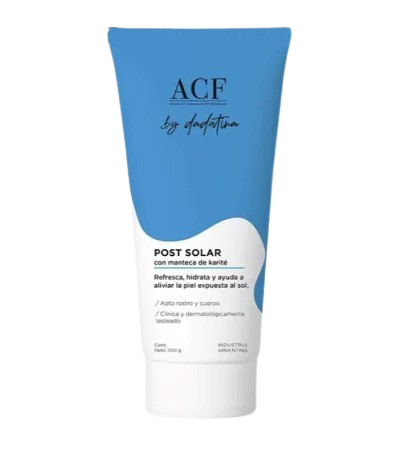 ACF
by dadatina
POST SOLAR
con manteca de karité
Refresca, hidrata y ayuda a
aliviar la piel expuesta al sol.
/ Apto rostro y cuerpo
/ Clínica y dermatológicamente
testeado
Cont.
Neto:
INDUSTRIA
ARGENTINA